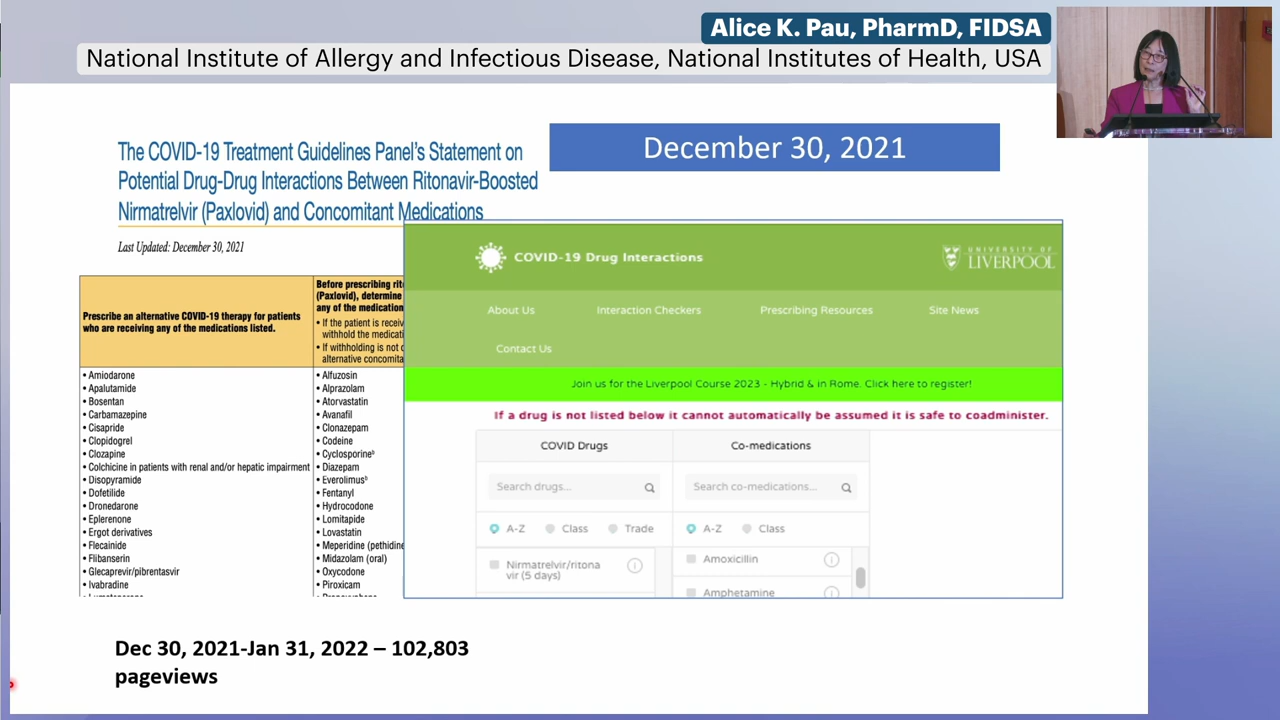 Alice K. Pau, PharmD, FIDSA
National Institute of Allergy and Infectious Disease, National Institutes of Health, USA
The COVID-19 Treatment Guidelines Panel's Statement on
Potential Drug-Drug Interactions Between Ritonavir-Boosted
Nirmatrelvir (Paxlovid) and Concomitant Medications
Last Updated: December 30, 2021
December 30, 2021
Prescribe an alternative COVID-19 therapy for patients
who are receiving any of the medications listed.
• Amiodarone
• Apalutamide
• Bosentan
• Carbamazepine
• Cisapride
• Clopidogrel
• Clozapine
• Colchicine in patients with renal and/or hepatic impairment
• Disopyramide
• Dofetilide
• Dronedarone
• Eplerenone
• Ergot derivatives
• Flecainide
• Flibanserin
• Glecaprevir/pibrentasvir
• Ivabradine
Before prescribing
(Paxlovid), determine
any of the
• If the patient is
withhold the
• If withholding is not
alternative
• Alfuzosin
• Alprazolam
• Atorvastatin
• Avanafil
• Clonazepam
• Codeine
• Cyclosporineᵇ
• Diazepam
• Everolimusᵇ
• Fentanyl
• Hydrocodone
• Lomitapide
• Lovastatin
• Meperidine (pethidine
• Midazolam (oral)
• Oxycodone
• Piroxicam
COVID-19 Drug Interactions
UNIVERSITY OF
LIVERPOOL
About Us
Interaction Checkers
Prescribing Resources
Site News
Contact Us
Join us for the Liverpool Course 2023 - Hybrid & in Rome. Click here to register!
If a drug is not listed below it cannot automatically be assumed it is safe to coadminister.
COVID Drugs
Co-medications
Search drugs...
Search co-medications...
A-Z
Class
Trade
A-Z
Class
Nirmatrelvir/ritona
vir (5 days)
Amoxicillin
Amphetamine
Dec 30, 2021-Jan 31, 2022 – 102,803
pageviews